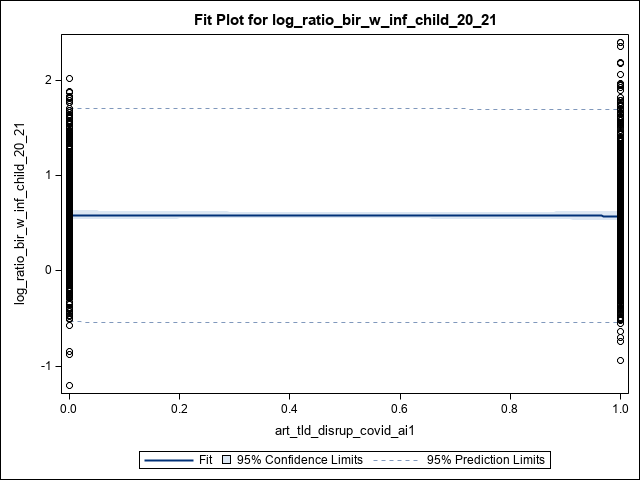 Fit Plot for log_ratio_bir_w_inf_child_20_21
log_ratio_bir_w_inf_child_20_21
2
1
0
-1
0.0 0.2 0.4 0.6 0.8 1.0
art_tld_disrup_covid_ai1
Fit 95% Confidence Limits 95% Prediction Limits